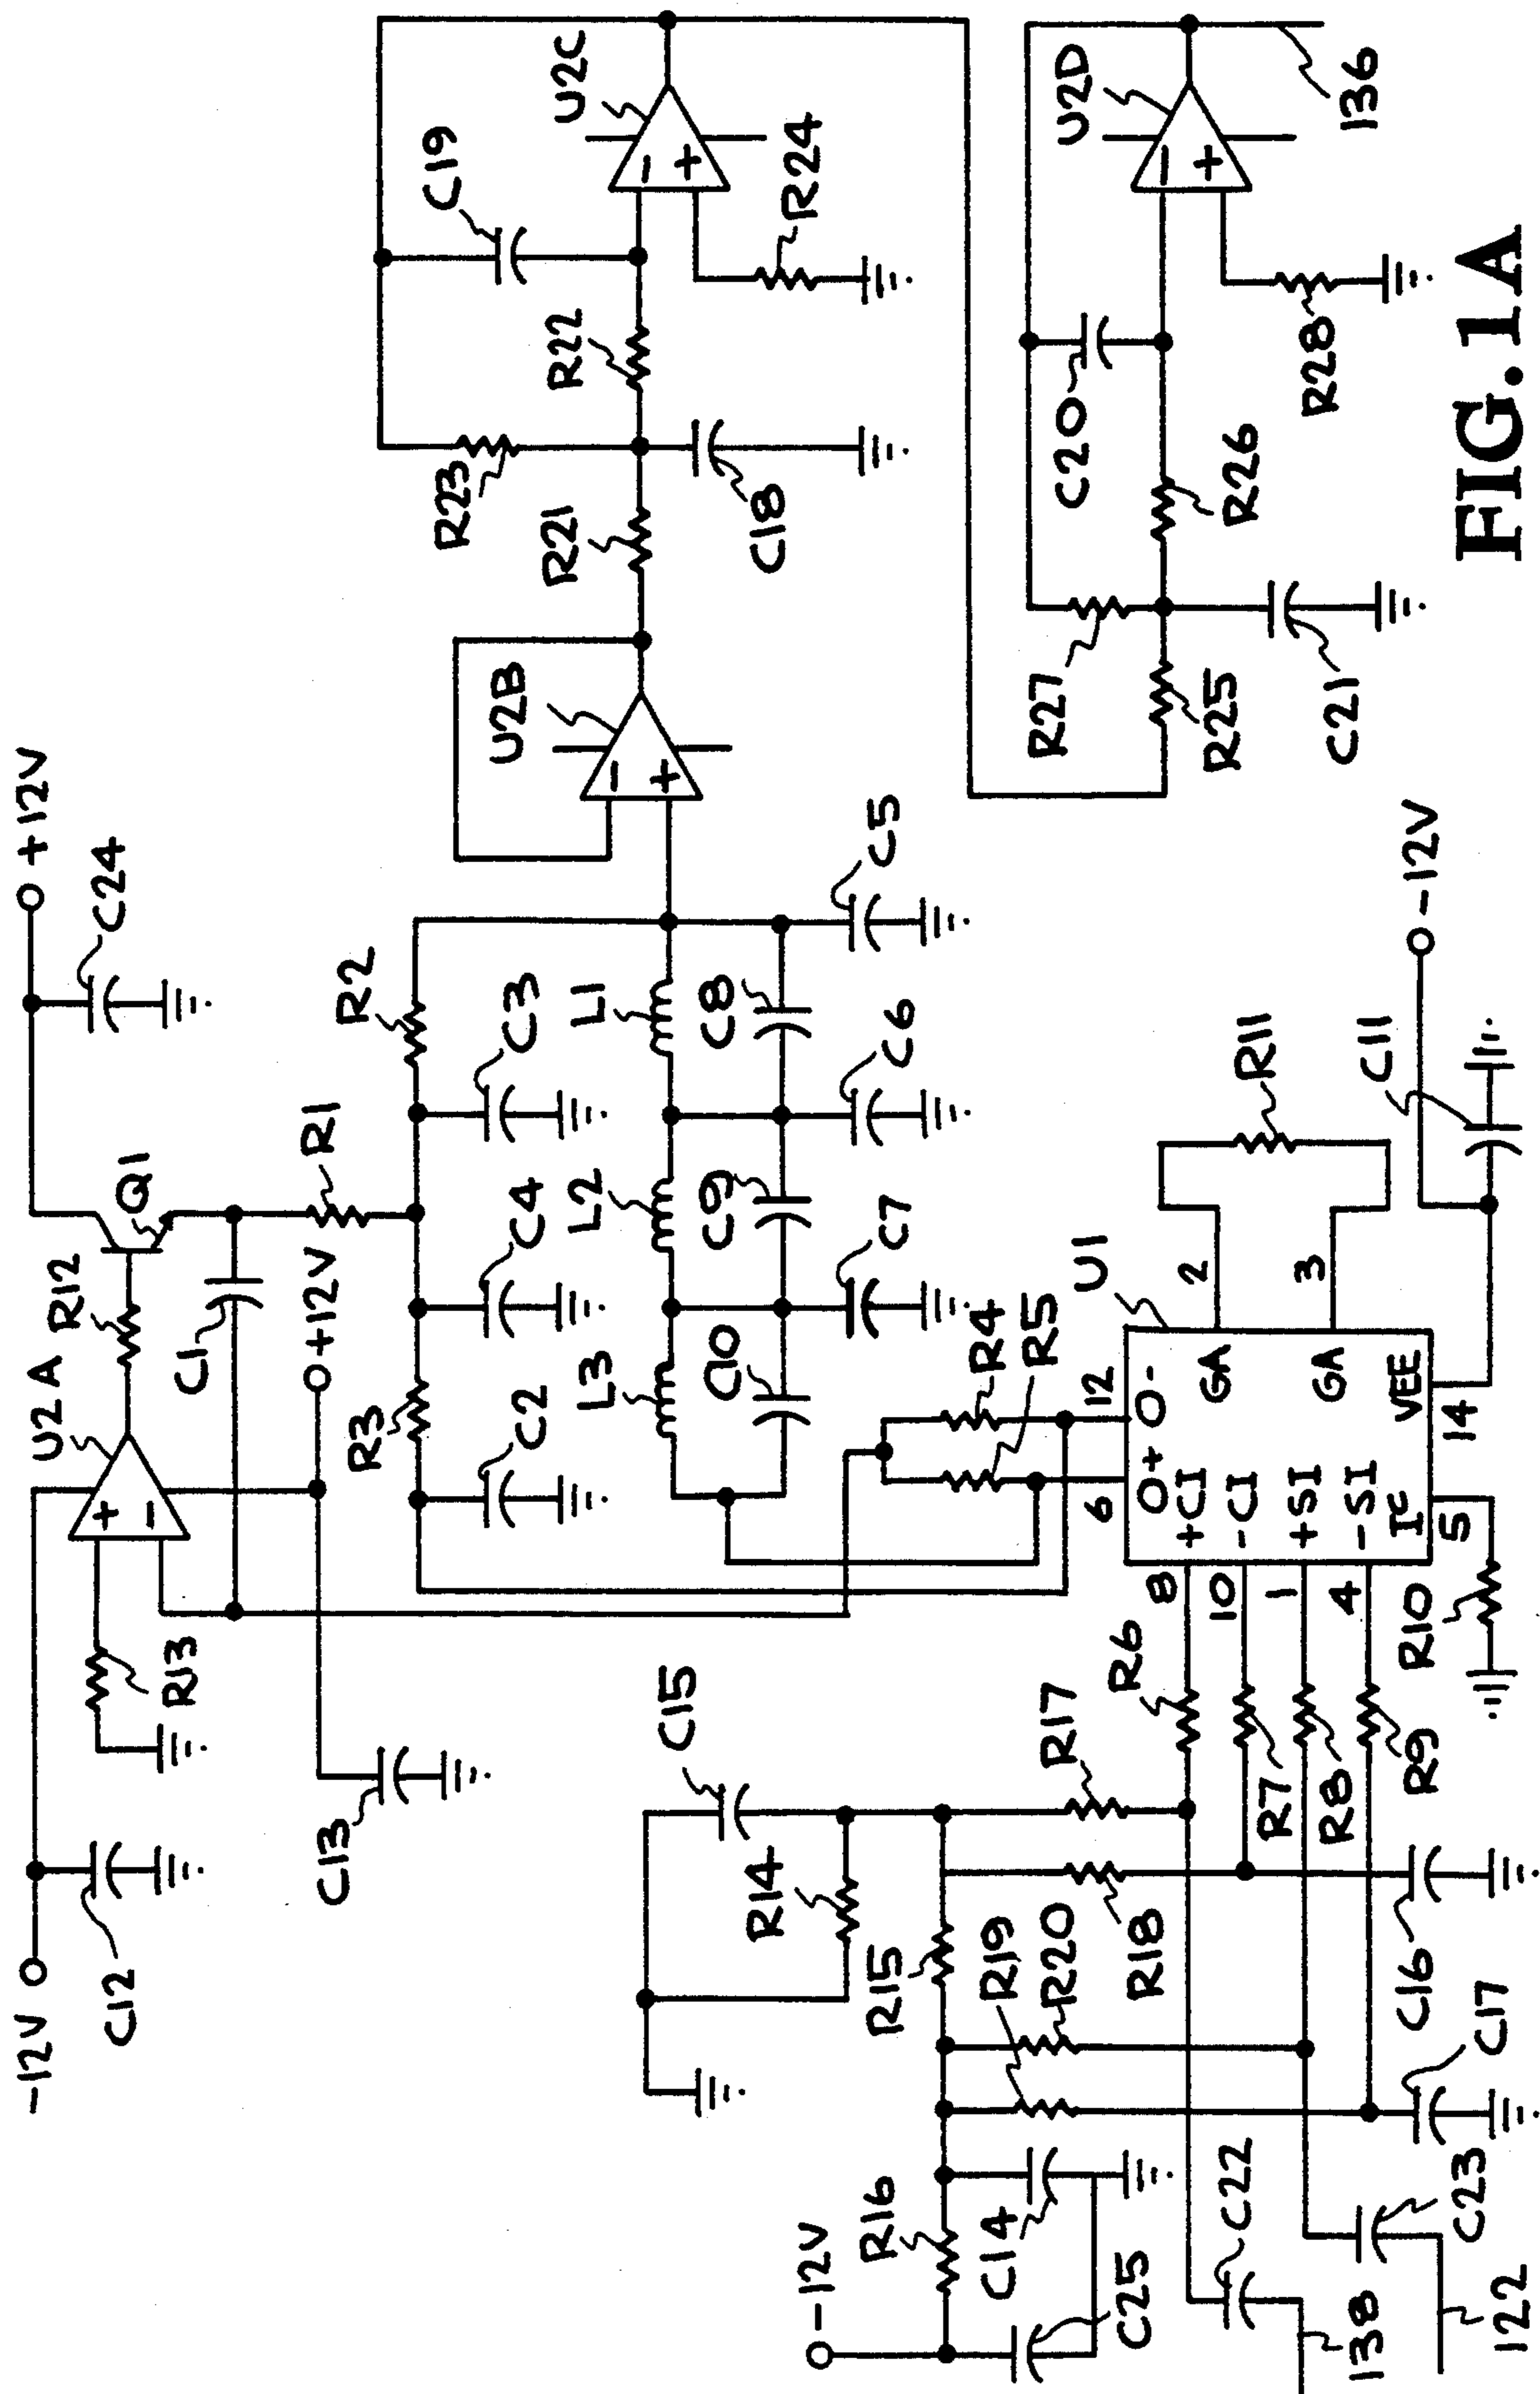 -12V
C12
R13
U2A
+
-
R12
Q1
C24
+12V
C1
+12V
C13
R1
R2
R3
C2
C4
C3
L3
L2
L1
C10
C9
C8
C7
C6
C5
U2B
-
+
R21
R23
R22
C18
C19
U2C
-
+
R24
R27
R25
C21
C20
R26
U2D
-
+
R28
136
C15
R14
R15
R17
R16
R19
R20
R18
-12V
C14
C25
C22
138
C23
122
C16
C17
R6
R7
R8
R9
R10
R4
R5
U1
8
10
1
4
6
12
2
3
5
14
O+
O-
+CI
-CI
+SI
-SI
IC
GA
GA
VEE
R11
C11
-12V
FIG.1A